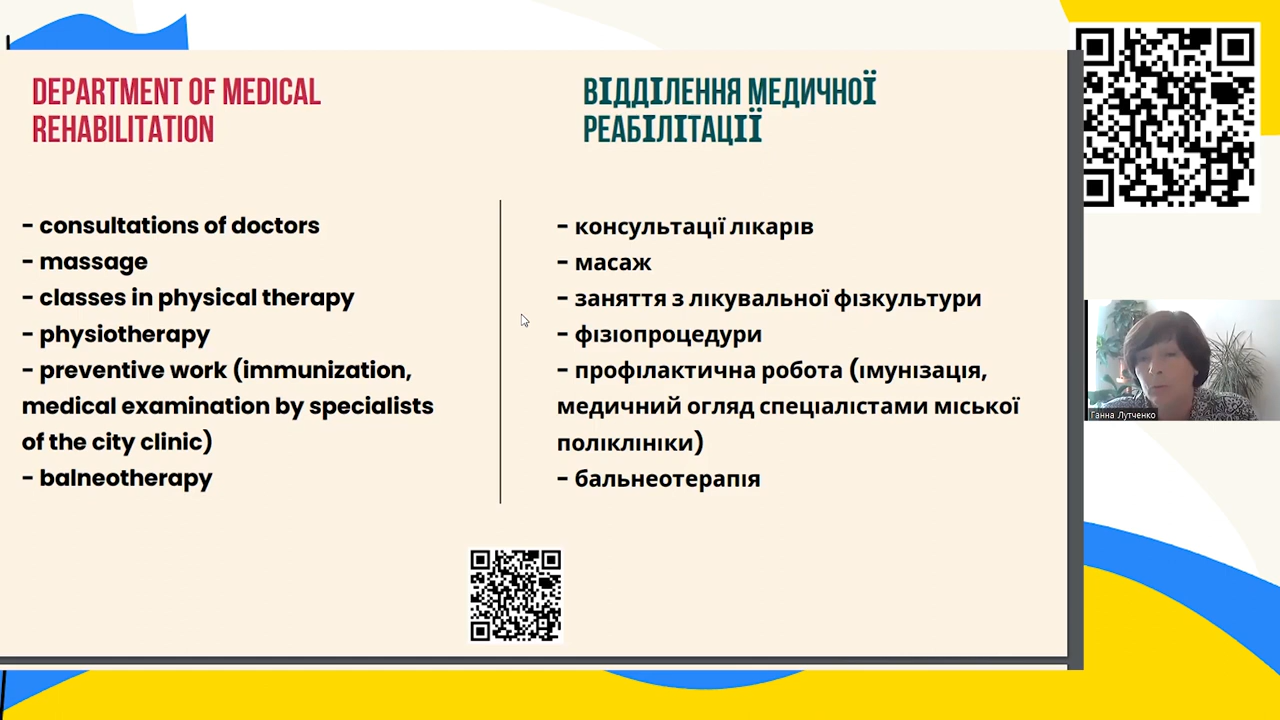 DEPARTMENT OF MEDICAL
REHABILITATION
- consultations of doctors
- massage
- classes in physical therapy
- physiotherapy
- preventive work (immunization,
medical examination by specialists
of the city clinic)
- balneotherapy
ВІДДІЛЕННЯ МЕДИЧНОЇ
РЕАБІЛІТАЦІЇ
- консультації лікарів
- масаж
- заняття з лікувальної фізкультури
- фізіопроцедури
- профілактична робота (імунізація,
медичний огляд спеціалістами міської
поліклініки)
- бальнеотерапія
Ганна Лутченко